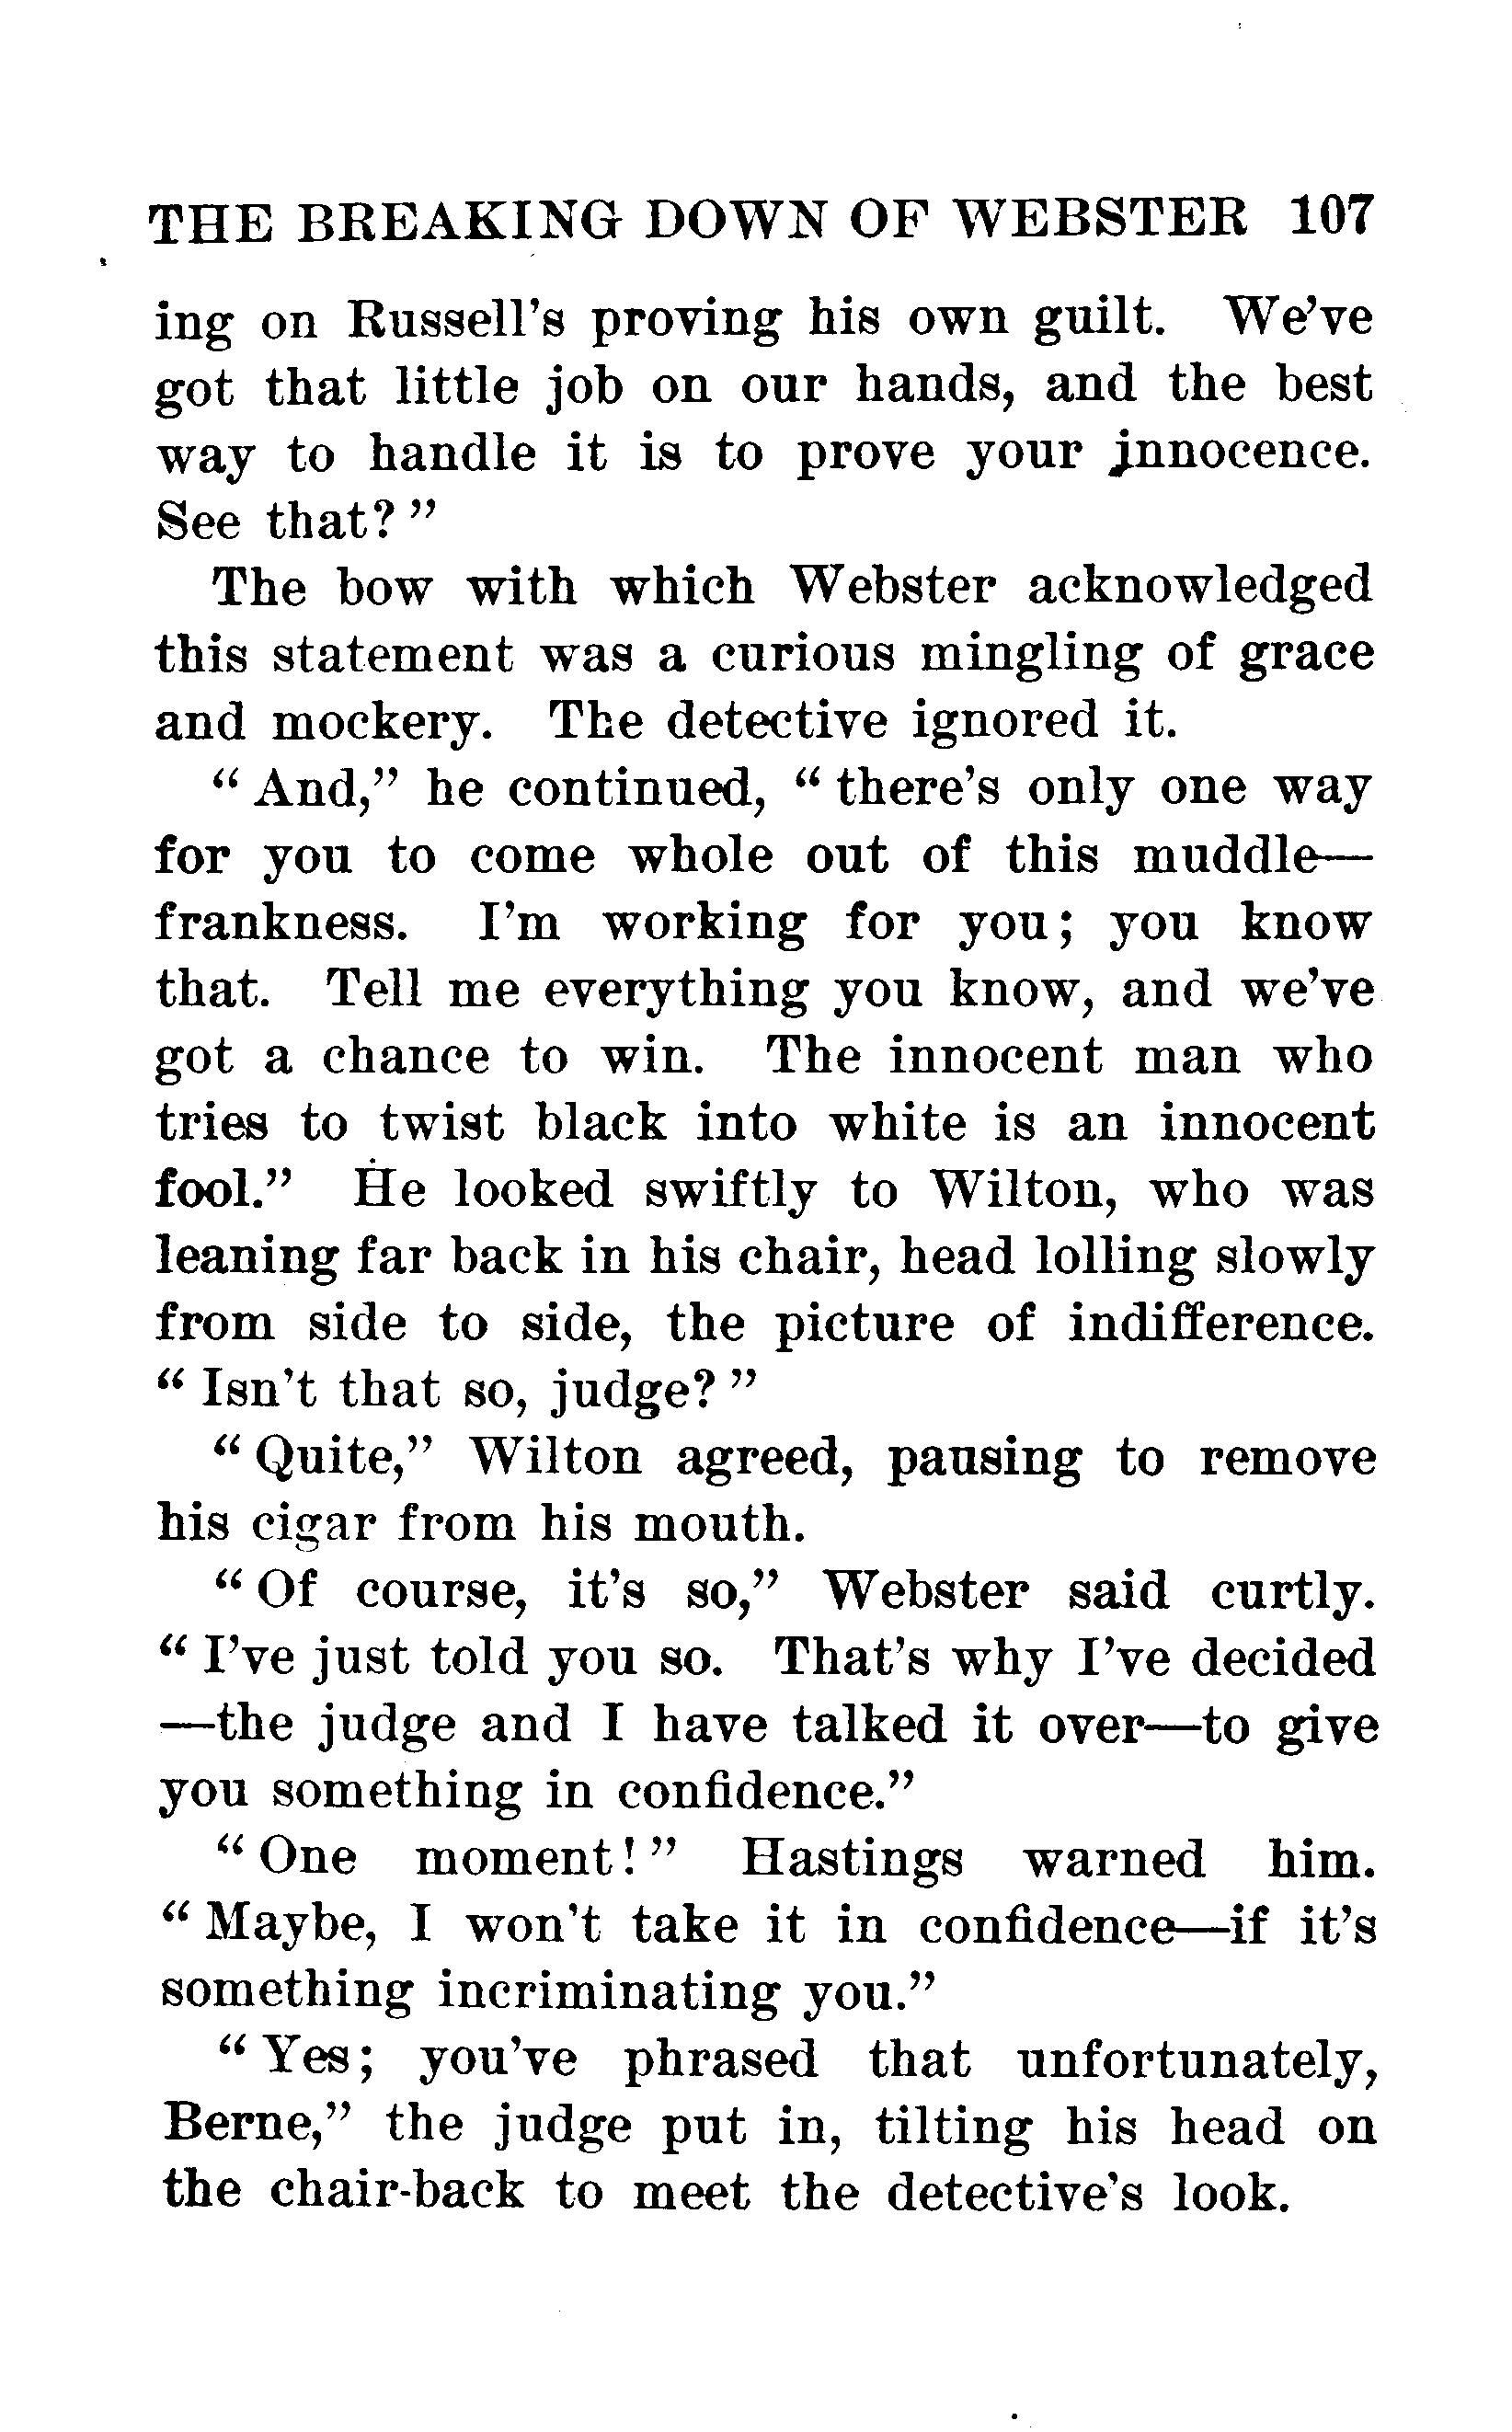 THE BREAKING DOWN OF WEBSTER 107
ing on Russell's proving his own guilt. We've
got that little job on our hands, and the best
way to handle it is to prove your innocence.
See that? "
The bow with which Webster acknowledged
this statement was a curious mingling of grace
and mockery. The detective ignored it.
" And," he continued, " there's only one way
for you to come whole out of this muddle—
frankness. I'm working for you; you know
that. Tell me everything you know, and we've
got a chance to win. The innocent man who
tries to twist black into white is an innocent
fool." He looked swiftly to Wilton, who was
leaning far back in his chair, head lolling slowly
from side to side, the picture of indifference.
" Isn't that so, judge? "
" Quite," Wilton agreed, pausing to remove
his cigar from his mouth.
" Of course, it's so," Webster said curtly.
" I've just told you so. That's why I've decided
—the judge and I have talked it over—to give
you something in confidence."
" One moment! " Hastings warned him.
" Maybe, I won't take it in confidence—if it's
something incriminating you."
" Yes; you've phrased that unfortunately,
Berne," the judge put in, tilting his head on
the chair-back to meet the detective's look.